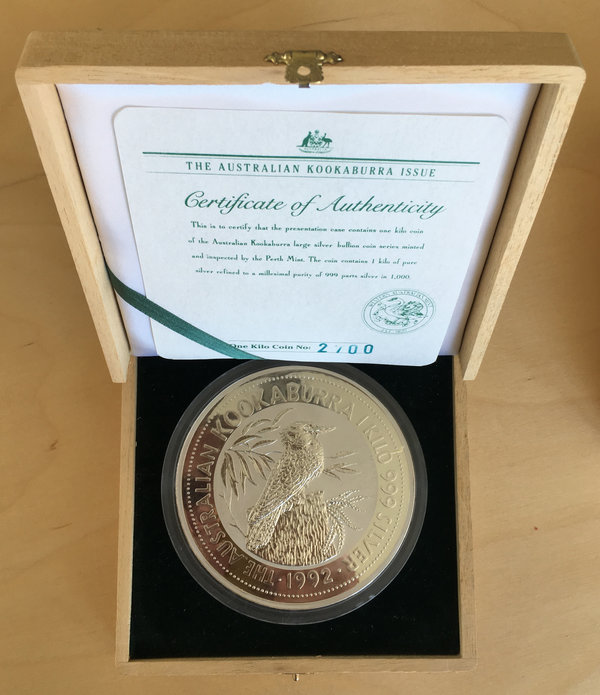 THE AUSTRALIAN KOOKABURRA ISSUE
Certificate of Authenticity
This is to certify that the presentation case contains one kilo coin
of the Australian Kookaburra large silver bullion coin series minted
and inspected by the Perth Mint. The coin contains 1 kilo of pure
silver refined to a millesimal purity of 999 parts silver in 1,000.
One Kilo Coin No: 2700
THE AUSTRALIAN KOOKABURRA 1 KILO 999 SILVER
· 1992 ·